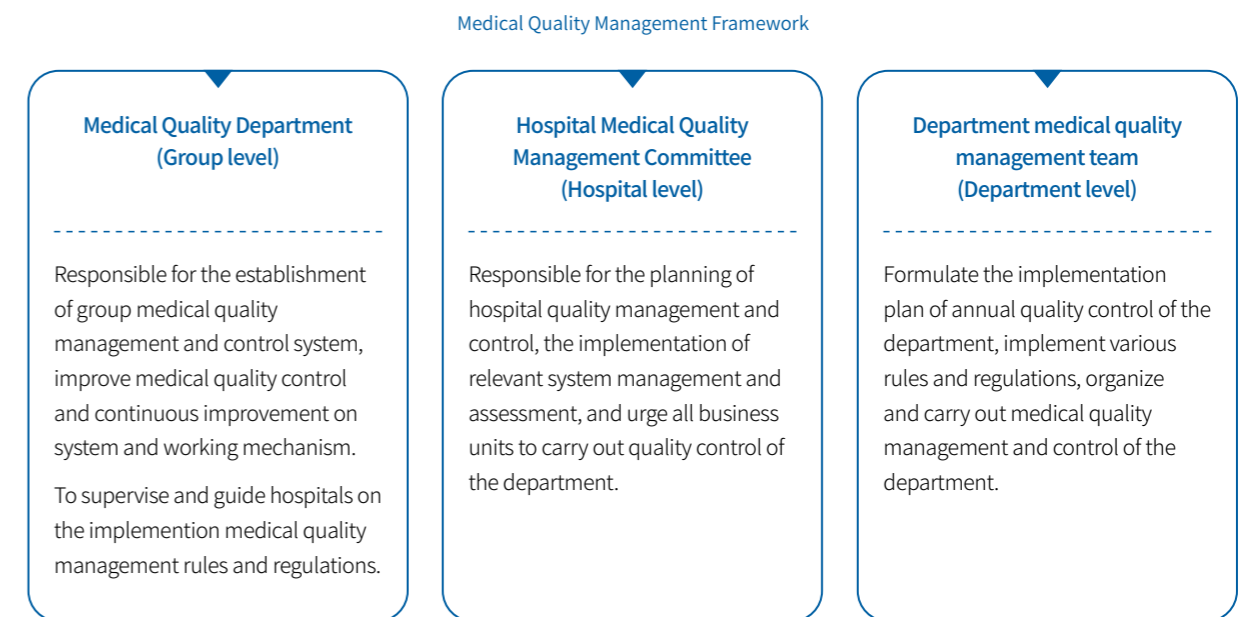 Medical Quality Management Framework
Medical Quality Department
(Group level)
Responsible for the establishment
of group medical quality
management and control system,
improve medical quality control
and continuous improvement on
system and working mechanism.
To supervise and guide hospitals on
the implemention medical quality
management rules and regulations.
Hospital Medical Quality
Management Committee
(Hospital level)
Responsible for the planning of
hospital quality management and
control, the implementation of
relevant system management and
assessment, and urge all business
units to carry out quality control of
the department.
Department medical quality
management team
(Department level)
Formulate the implementation
plan of annual quality control of the
department, implement various
rules and regulations, organize
and carry out medical quality
management and control of the
department.